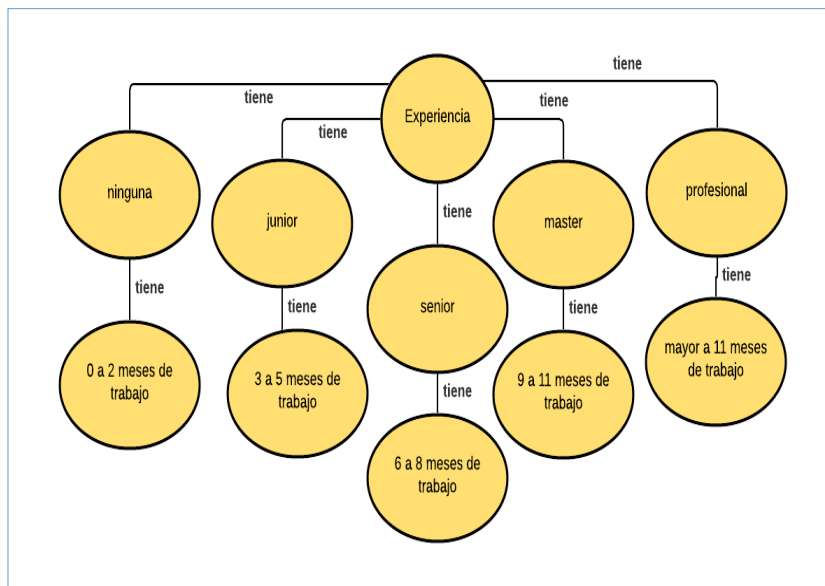 Experiencia
tiene
tiene
tiene
tiene
tiene
ninguna
junior
senior
master
profesional
tiene
tiene
tiene
tiene
tiene
0 a 2 meses de
trabajo
3 a 5 meses de
trabajo
6 a 8 meses de
trabajo
9 a 11 meses de
trabajo
mayor a 11 meses
de trabajo